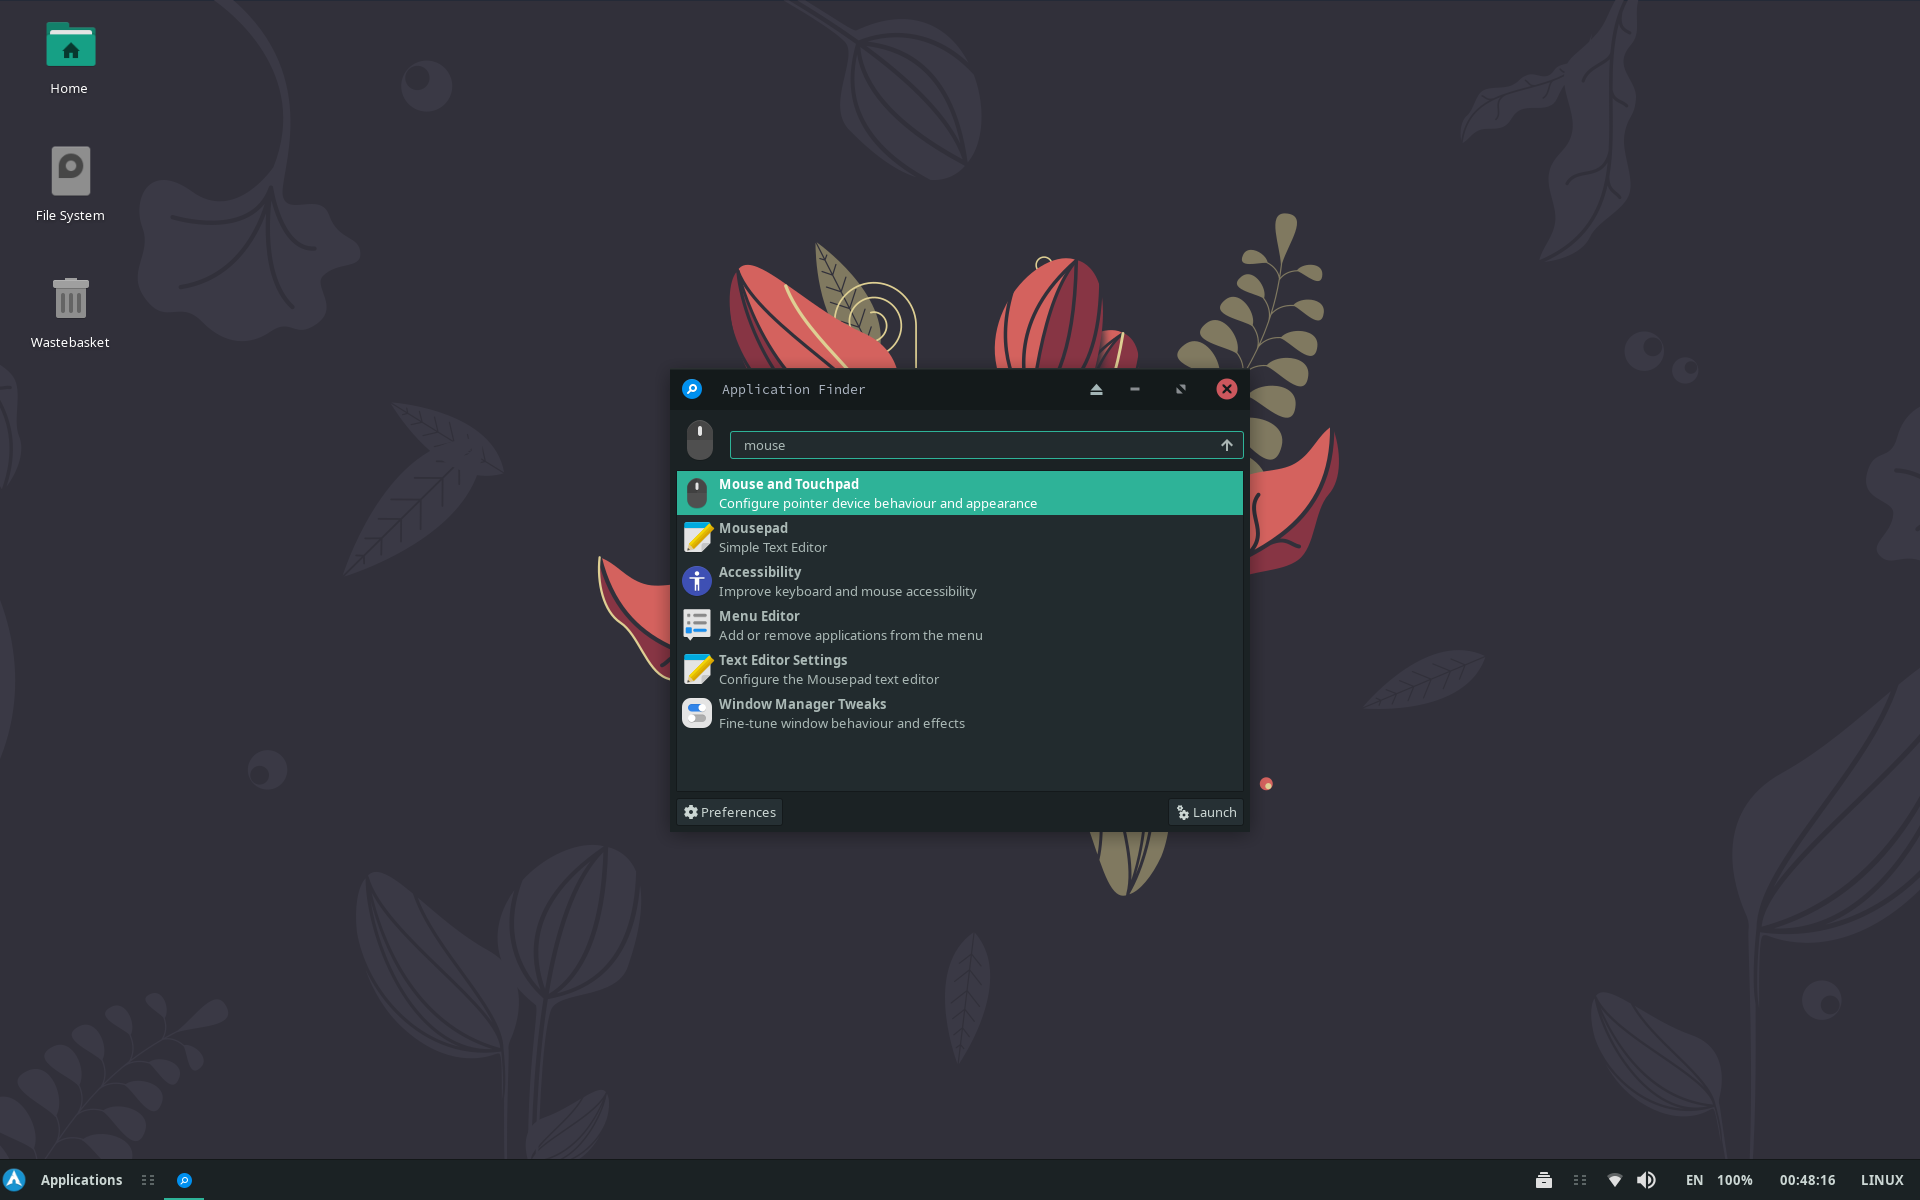 Home
File System
Wastebasket
Application Finder
mouse
Mouse and Touchpad
Configure pointer device behaviour and appearance
Mousepad
Simple Text Editor
Accessibility
Improve keyboard and mouse accessibility
Menu Editor
Add or remove applications from the menu
Text Editor Settings
Configure the Mousepad text editor
Window Manager Tweaks
Fine-tune window behaviour and effects
Preferences
Launch
Applications
EN 100% 00:48:16 LINUX